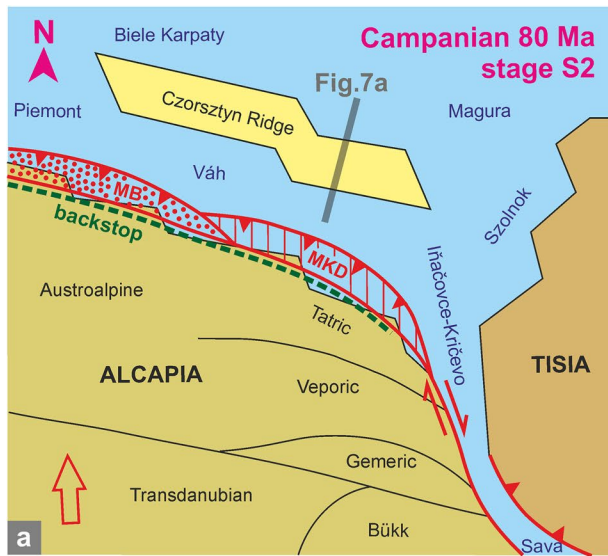 N
Biele Karpaty
Campanian 80 Ma
stage S2
Fig.7a
Piemont
Czorsztyn Ridge
Magura
Váh
MB
backstop
Szolnok
MKD
Iňačovce-Kričevo
Austroalpine
Tatric
ALCAPIA
Veporic
TISIA
Gemeric
Transdanubian
Bükk
Sava
a